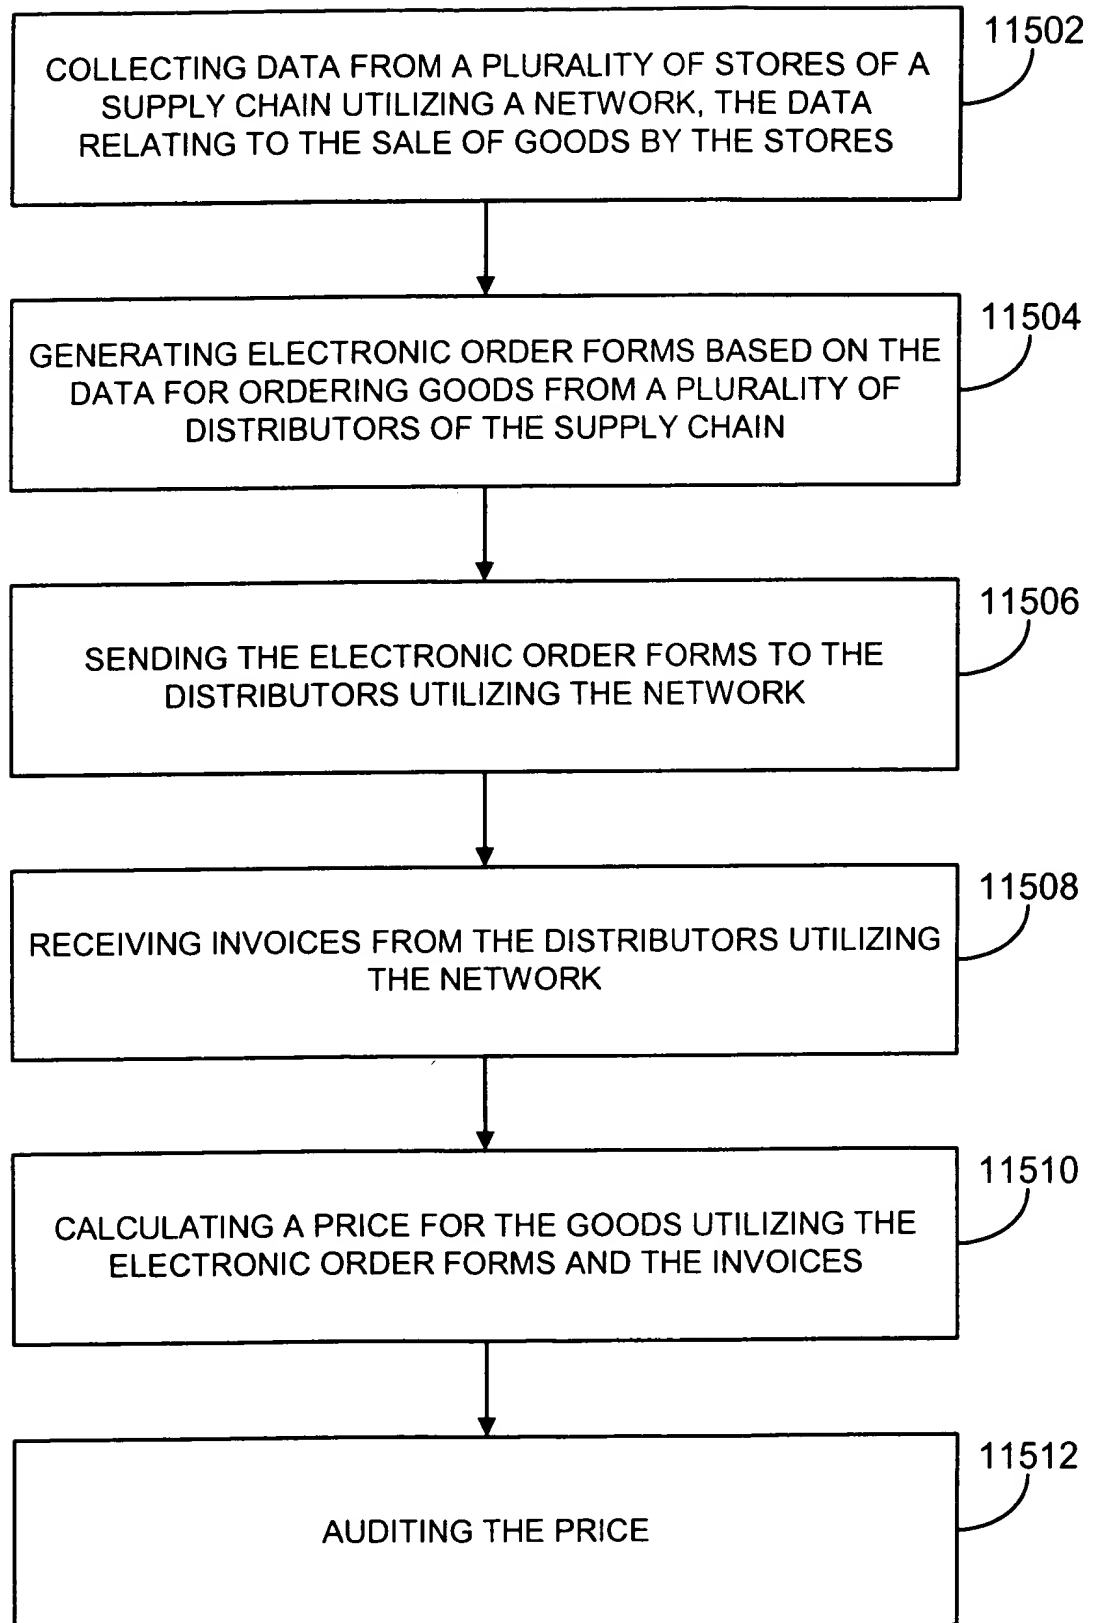 11502
COLLECTING DATA FROM A PLURALITY OF STORES OF A
SUPPLY CHAIN UTILIZING A NETWORK, THE DATA
RELATING TO THE SALE OF GOODS BY THE STORES
11504
GENERATING ELECTRONIC ORDER FORMS BASED ON THE
DATA FOR ORDERING GOODS FROM A PLURALITY OF
DISTRIBUTORS OF THE SUPPLY CHAIN
11506
SENDING THE ELECTRONIC ORDER FORMS TO THE
DISTRIBUTORS UTILIZING THE NETWORK
11508
RECEIVING INVOICES FROM THE DISTRIBUTORS UTILIZING
THE NETWORK
11510
CALCULATING A PRICE FOR THE GOODS UTILIZING THE
ELECTRONIC ORDER FORMS AND THE INVOICES
11512
AUDITING THE PRICE